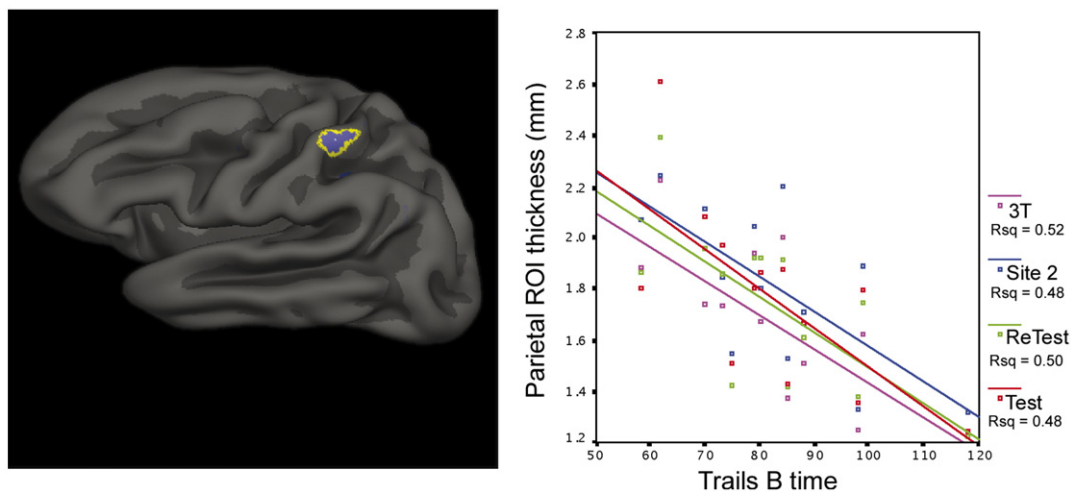 2.8
2.6
2.4
2.2
2.0
1.8
1.6
1.4
1.2
Parietal ROI thickness (mm)
50 60 70 80 90 100 110 120
Trails B time
3T
Rsq = 0.52
Site 2
Rsq = 0.48
ReTest
Rsq = 0.50
Test
Rsq = 0.48